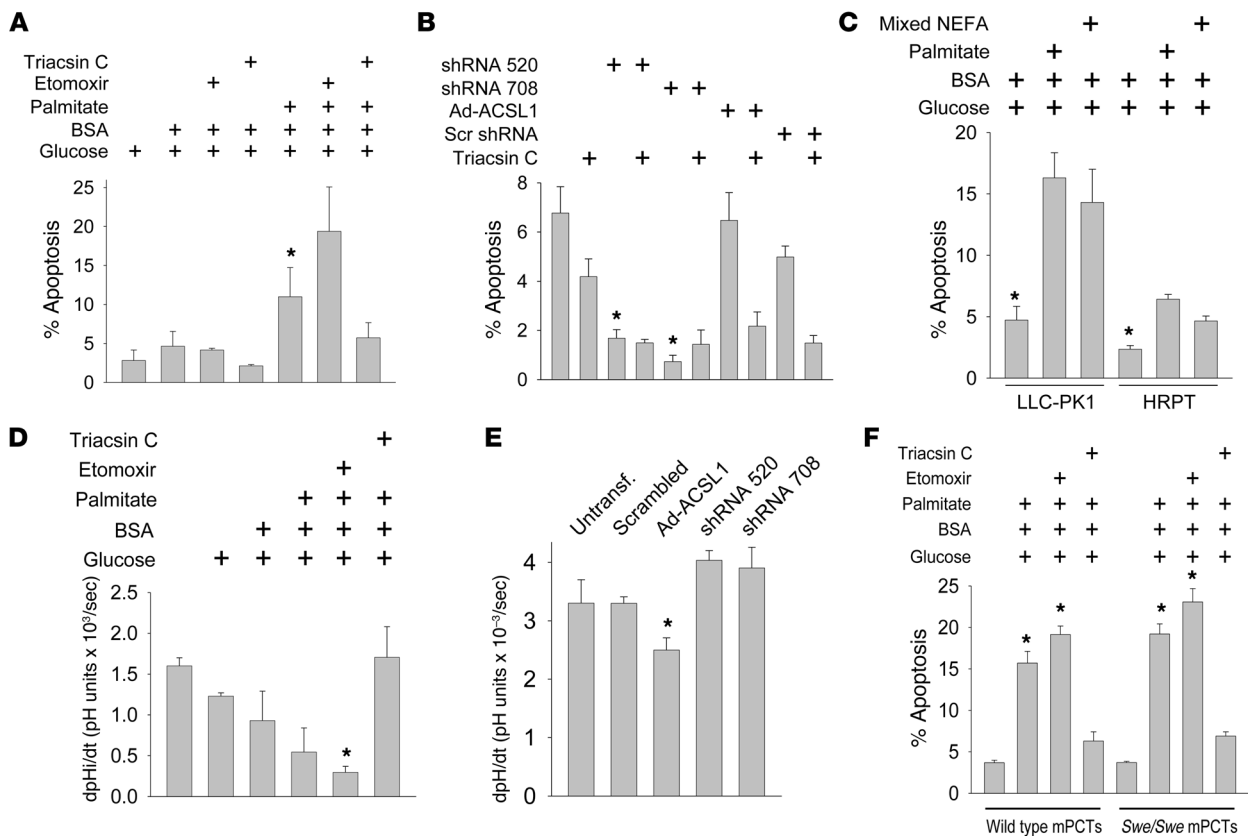 A
Triacsin C + +
Etomoxir + +
Palmitate + + +
BSA + + + + + +
Glucose + + + + + + +
% Apoptosis
25
20
15
10
5
0
*
B
shRNA 520 + +
shRNA 708 + +
Ad-ACSL1 + +
Scr shRNA + +
Triacsin C + + + + +
% Apoptosis
8
6
4
2
0
* *
C
Mixed NEFA + +
Palmitate + +
BSA + + + + + +
Glucose + + + + + +
% Apoptosis
20
15
10
5
0
* *
LLC-PK1 HRPT
D
Triacsin C +
Etomoxir +
Palmitate + + +
BSA + + + +
Glucose + + + + +
dpHi/dt (pH units x 10³/sec)
2.5
2.0
1.5
1.0
0.5
0.0
*
E
Untransf. Scrambled Ad-ACSL1 shRNA 520 shRNA 708
dpH/dt (pH units x 10⁻³/sec)
4
3
2
1
0
*
F
Triacsin C + +
Etomoxir + +
Palmitate + + + + + +
BSA + + + + + +
Glucose + + + + + +
% Apoptosis
25
20
15
10
5
0
* * * *
Wild type mPCTs Swe/Swe mPCTs